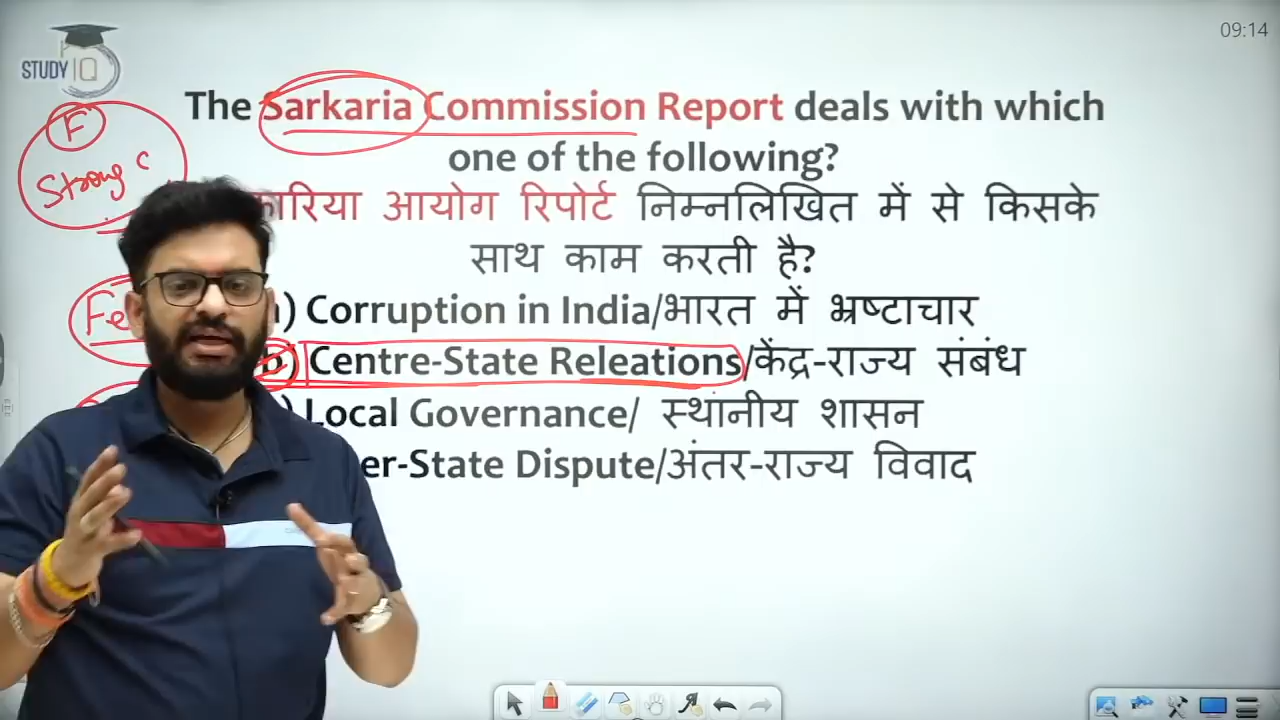 09:14
STUDY IQ
The Sarkaria Commission Report deals with which
one of the following?
रिया आयोग रिपोर्ट निम्नलिखित में से किसके
साथ काम करती है?
F
Strong C
Fe
) Corruption in India/भारत में भ्रष्टाचार
b) Centre-State Releations/केंद्र-राज्य संबंध
) Local Governance/ स्थानीय शासन
er-State Dispute/अंतर-राज्य विवाद